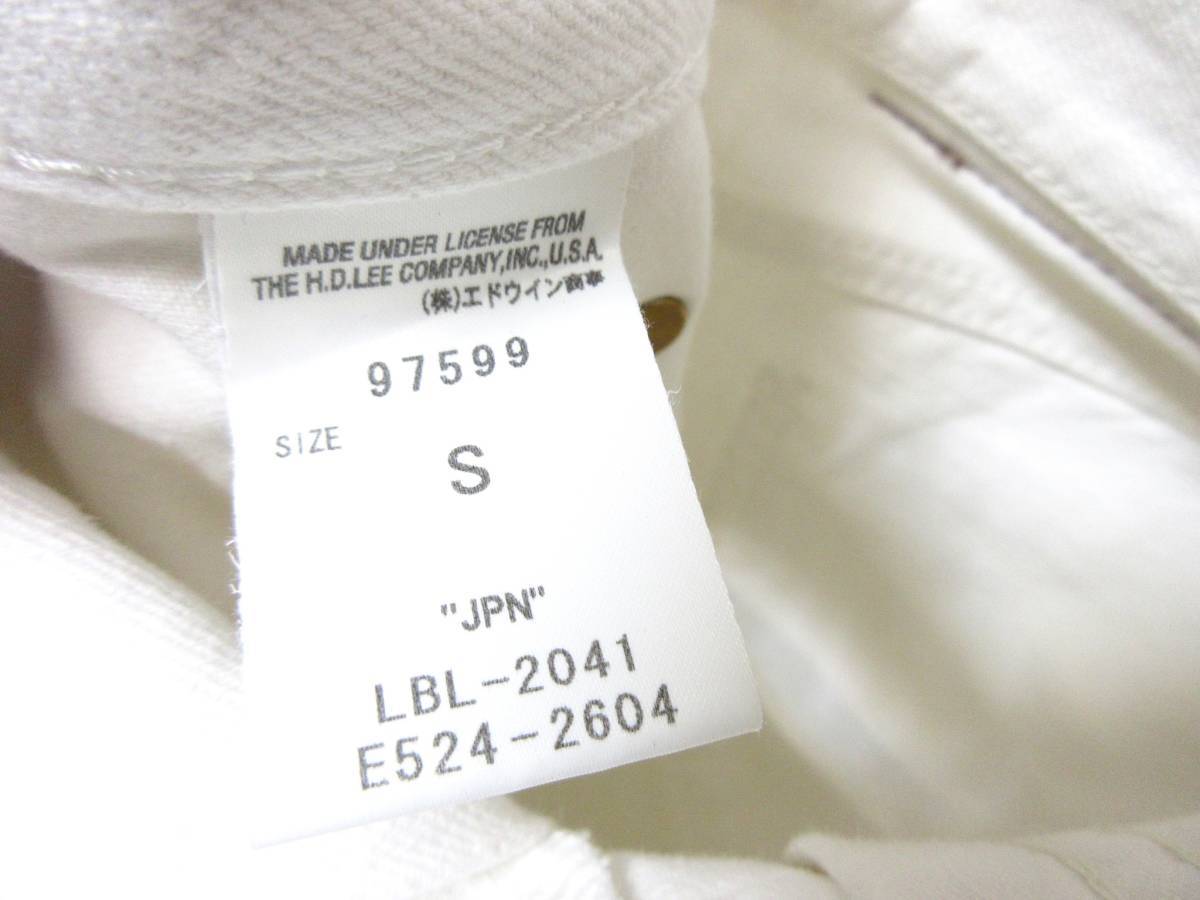 MADE UNDER LICENSE FROM
THE H.D.LEE COMPANY,INC.,U.S.A.
(株)エドウイン商事
97599
SIZE
S
"JPN"
LBL-2041
E524-2604